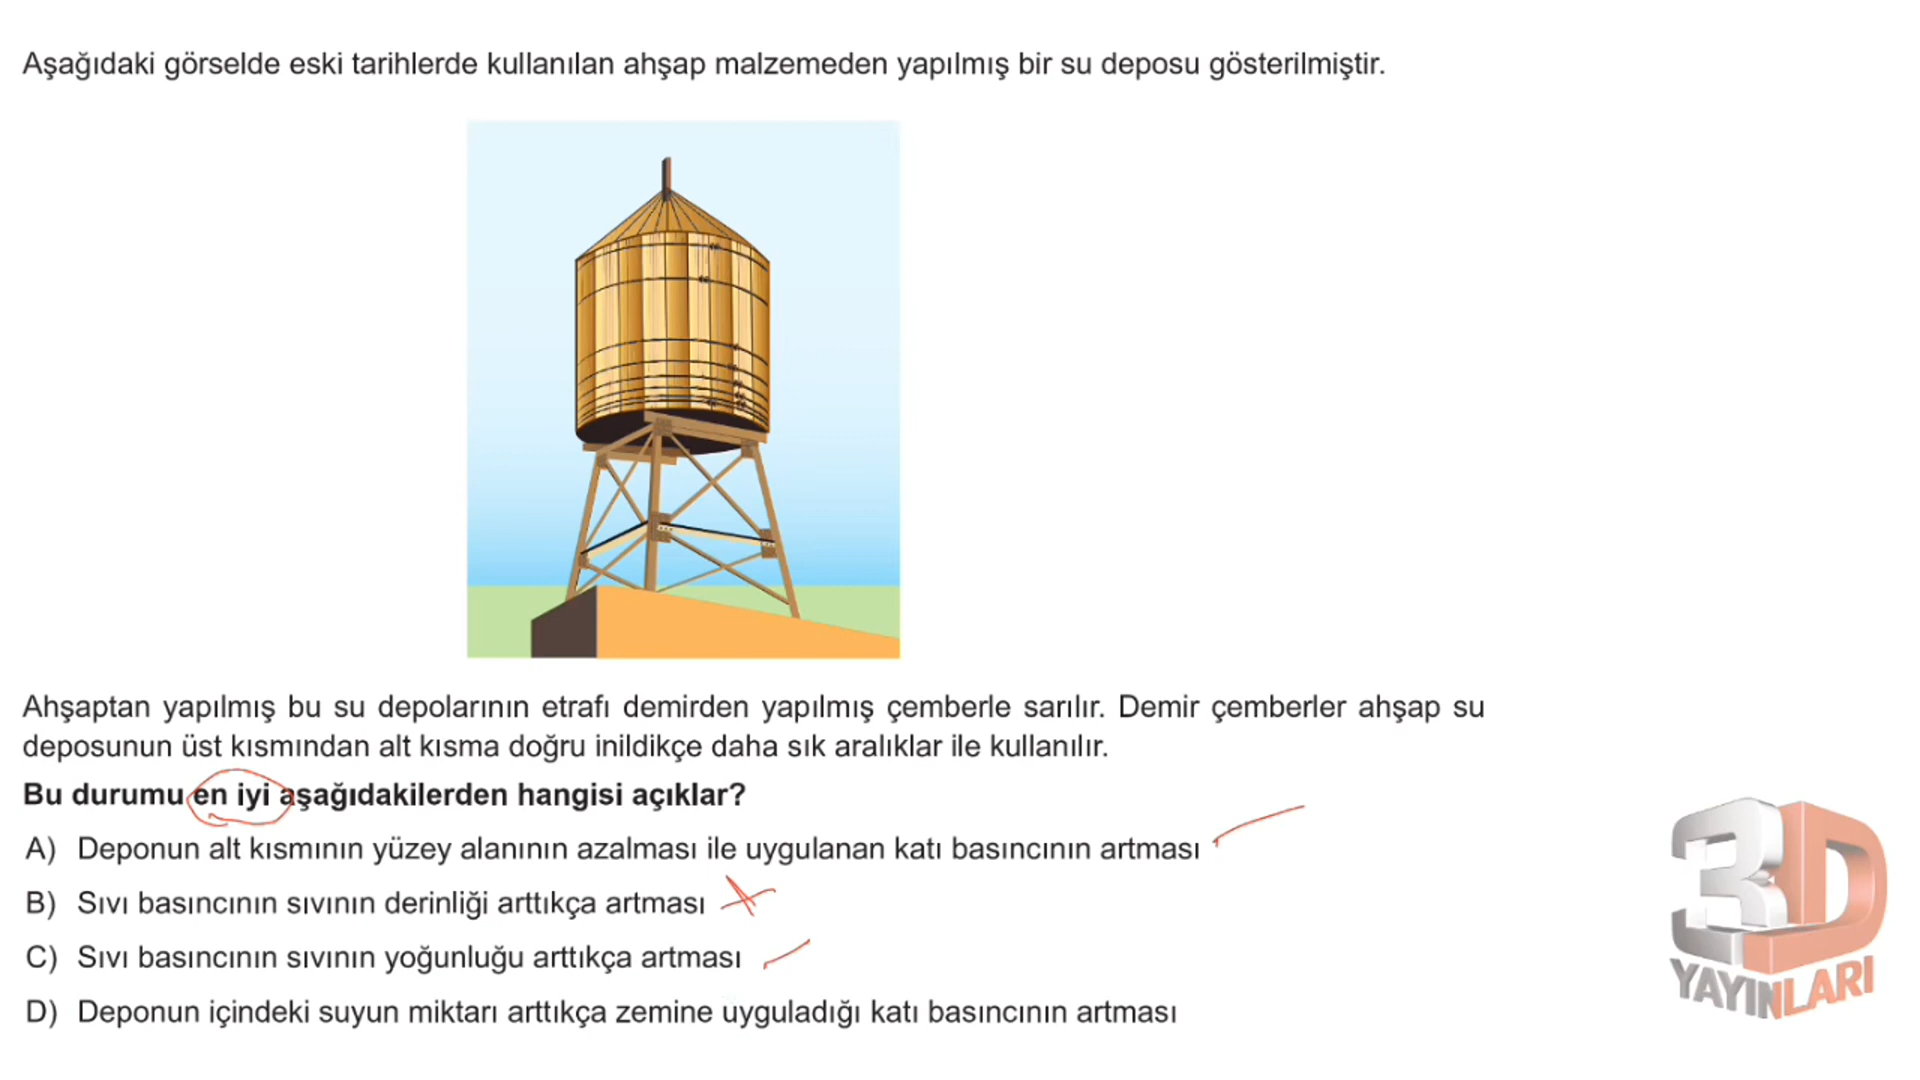 Aşağıdaki görselde eski tarihlerde kullanılan ahşap malzemeden yapılmış bir su deposu gösterilmiştir.
Ahşaptan yapılmış bu su depolarının etrafı demirden yapılmış çemberle sarılır. Demir çemberler ahşap su
deposunun üst kısmından alt kısma doğru inildikçe daha sık aralıklar ile kullanılır.
Bu durumu en iyi aşağıdakilerden hangisi açıklar?
A) Deponun alt kısmının yüzey alanının azalması ile uygulanan katı basıncının artması
B) Sıvı basıncının sıvının derinliği arttıkça artması
C) Sıvı basıncının sıvının yoğunluğu arttıkça artması
D) Deponun içindeki suyun miktarı arttıkça zemine uyguladığı katı basıncının artması
3D
YAYINLARI